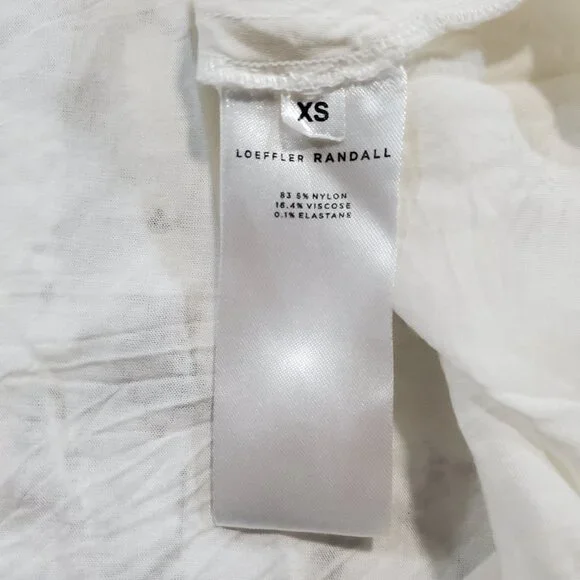 XS
LOEFFLER RANDALL
83 5% NYLON
16.4% VISCOSE
0.1% ELASTANE